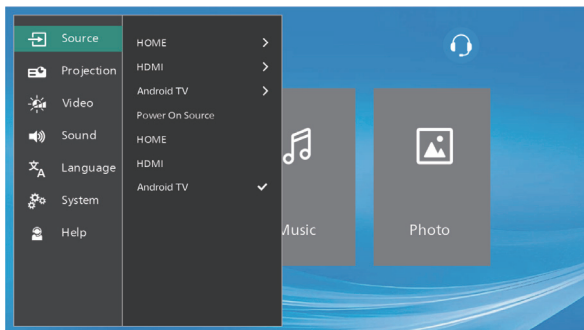 Source
Projection
Video
Sound
Language
System
Help
HOME
HDMI
Android TV
Power On Source
HOME
HDMI
Android TV
Music
Photo